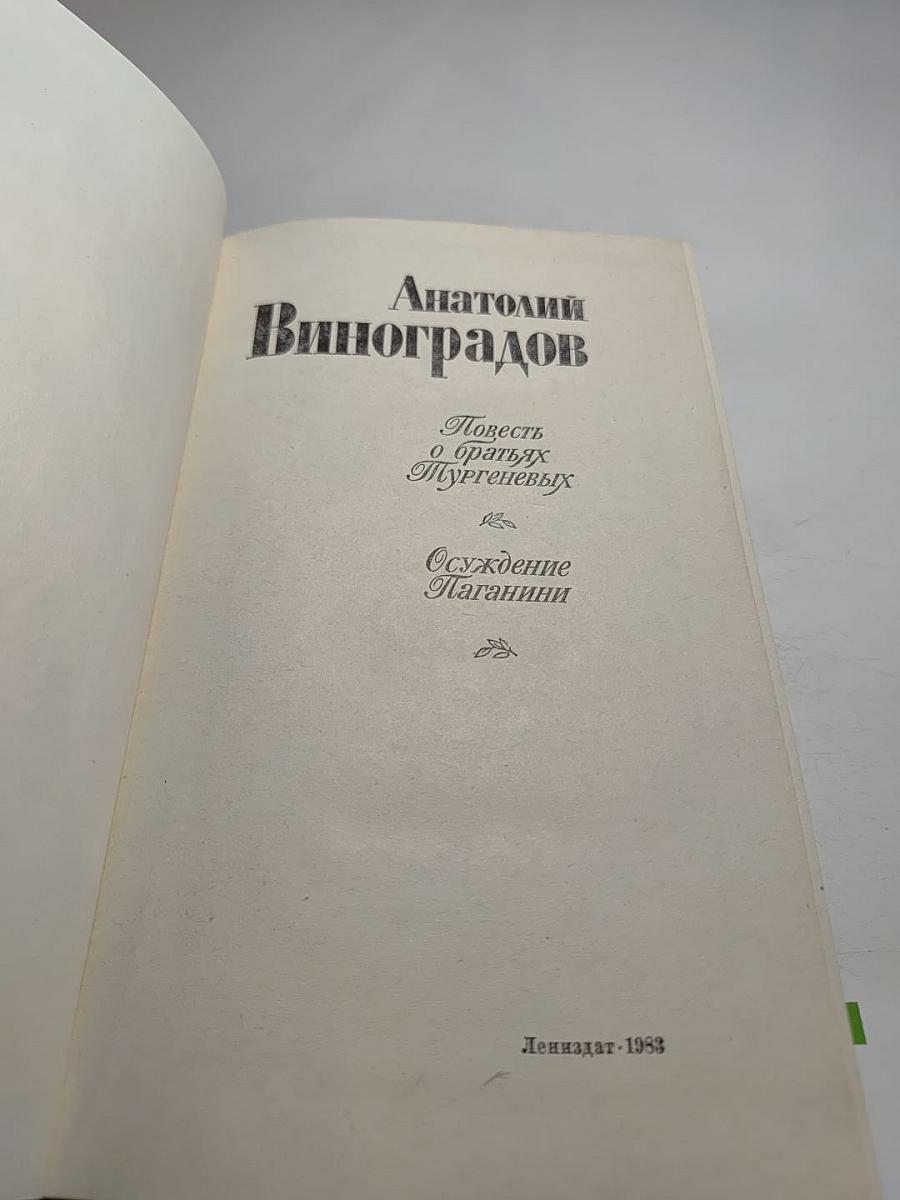 Анатолий
Виноградов
Повесть
о братьях
Тургеневых
Осуждение
Паганини
Лениздат·1983